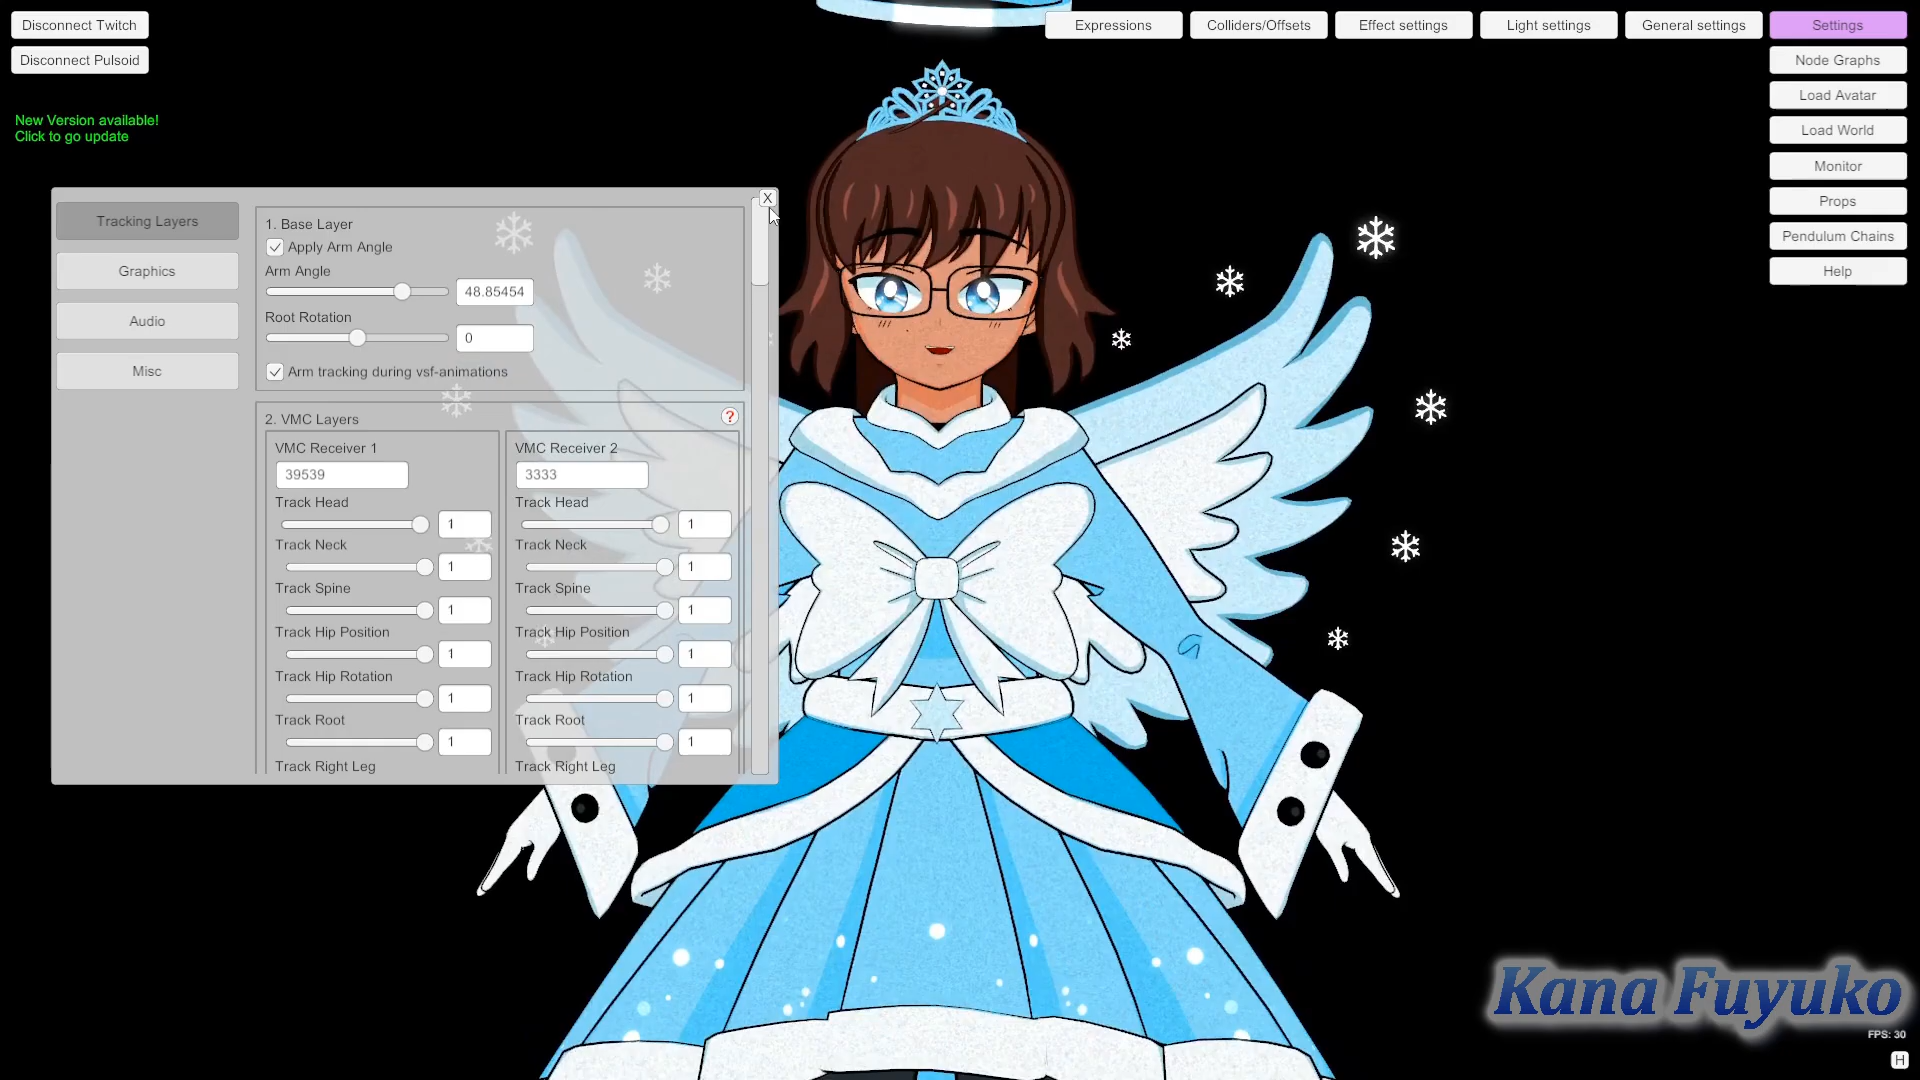 Disconnect Twitch
Disconnect Pulsoid
Expressions
Colliders/Offsets
Effect settings
Light settings
General settings
Settings
Node Graphs
Load Avatar
Load World
Monitor
Props
Pendulum Chains
Help
New Version available!
Click to go update
X
Tracking Layers
Graphics
Audio
Misc
1. Base Layer
Apply Arm Angle
Arm Angle
48.85454
Root Rotation
0
Arm tracking during vsf-animations
2. VMC Layers
?
VMC Receiver 1
39539
Track Head
1
Track Neck
1
Track Spine
1
Track Hip Position
1
Track Hip Rotation
1
Track Root
1
Track Right Leg
VMC Receiver 2
3333
Track Head
1
Track Neck
1
Track Spine
1
Track Hip Position
1
Track Hip Rotation
1
Track Root
1
Track Right Leg
Kana Fuyuko
FPS: 30
H